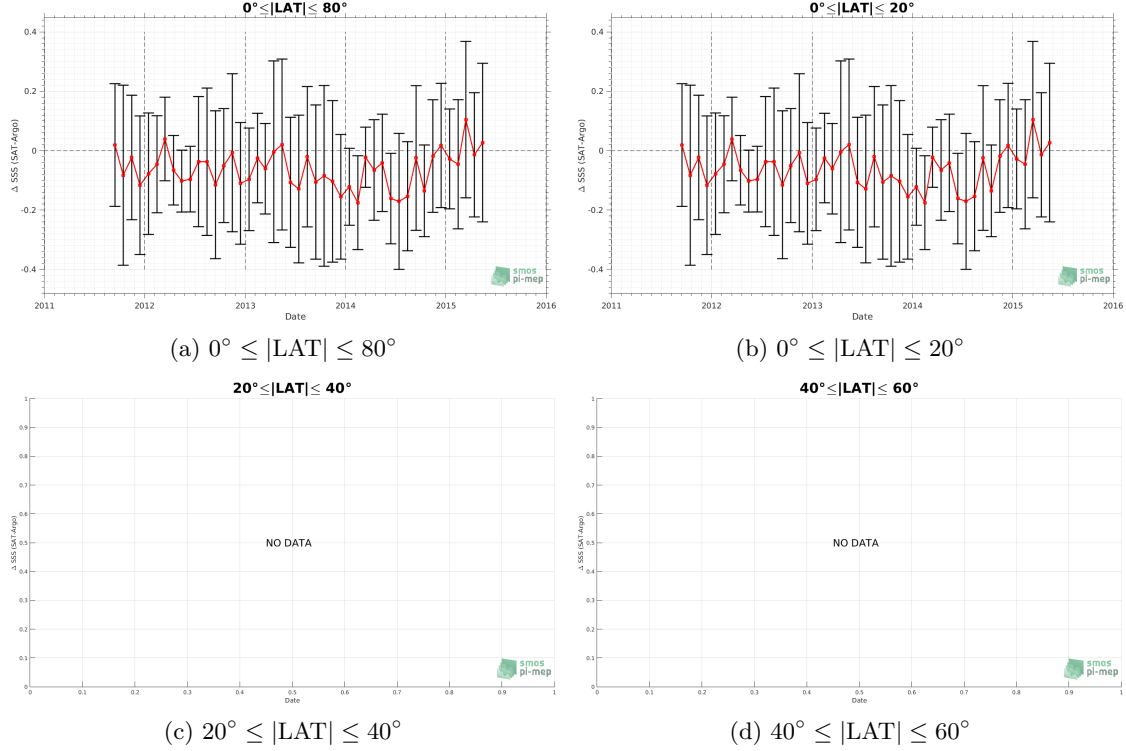 0°≤|LAT|≤ 80°
0.4
0.2
0
-0.2
-0.4
Δ SSS (SAT-Argo)
2011 2012 2013 2014 2015 2016
Date
smos
pi-mep
(a) 0° ≤ |LAT| ≤ 80°
0°≤|LAT|≤ 20°
0.4
0.2
0
-0.2
-0.4
Δ SSS (SAT-Argo)
2011 2012 2013 2014 2015 2016
Date
smos
pi-mep
(b) 0° ≤ |LAT| ≤ 20°
20°≤|LAT|≤ 40°
1
0.9
0.8
0.7
0.6
0.5
0.4
0.3
0.2
0.1
0
Δ SSS (SAT-Argo)
NO DATA
0 0.1 0.2 0.3 0.4 0.5 0.6 0.7 0.8 0.9 1
Date
smos
pi-mep
(c) 20° ≤ |LAT| ≤ 40°
40°≤|LAT|≤ 60°
1
0.9
0.8
0.7
0.6
0.5
0.4
0.3
0.2
0.1
0
Δ SSS (SAT-Argo)
NO DATA
0 0.1 0.2 0.3 0.4 0.5 0.6 0.7 0.8 0.9 1
Date
smos
pi-mep
(d) 40° ≤ |LAT| ≤ 60°